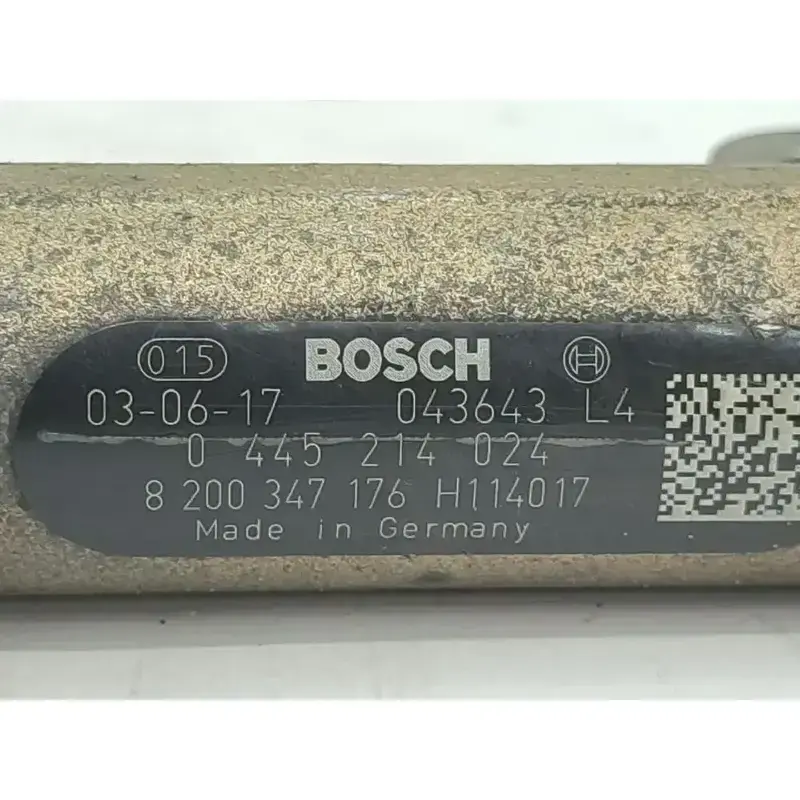 015 BOSCH H
03-06-17 043643 L4
0 445 214 024
8 200 347 176 H114017
Made in Germany